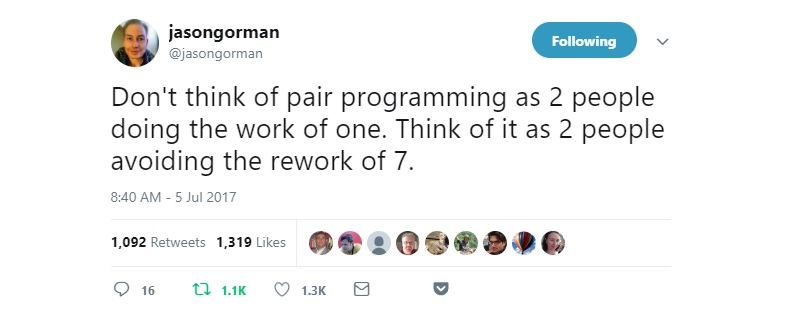 jasongorman
@jasongorman
Following
Don't think of pair programming as 2 people
doing the work of one. Think of it as 2 people
avoiding the rework of 7.
8:40 AM - 5 Jul 2017
1,092 Retweets 1,319 Likes
16 1.1K 1.3K